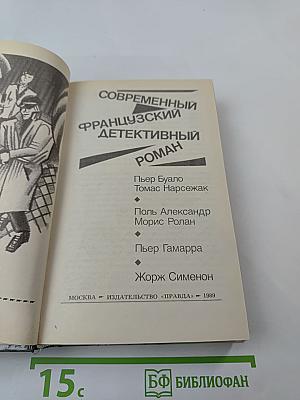 СОВРЕМЕННЫЙ
ФРАНЦУЗСКИЙ
ДЕТЕКТИВНЫЙ
РОМАН
Пьер Буало
Томас Нарсежак
Поль Александр
Морис Ролан
Пьер Гамарра
Жорж Сименон
МОСКВА — ИЗДАТЕЛЬСТВО «ПРАВДА» — 1989
15 с
БФ БИБЛИОФАН